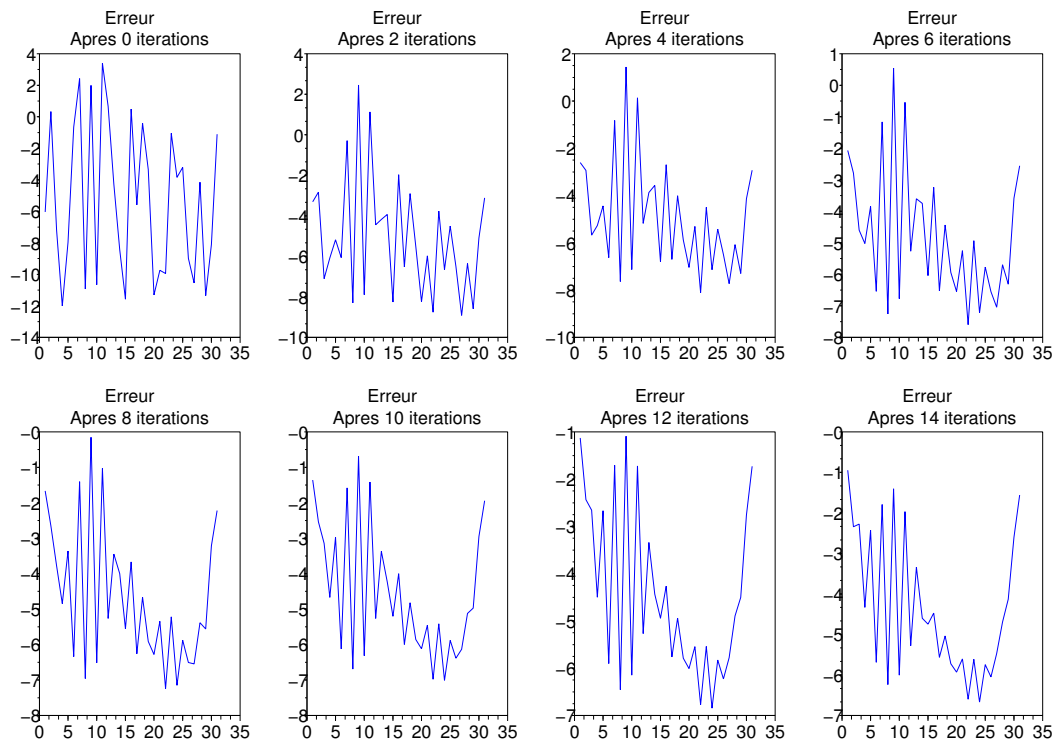 Erreur
Apres 0 iterations
4
2
0
−2
−4
−6
−8
−10
−12
−14
0 5 10 15 20 25 30 35
Erreur
Apres 2 iterations
4
2
0
−2
−4
−6
−8
−10
0 5 10 15 20 25 30 35
Erreur
Apres 4 iterations
2
0
−2
−4
−6
−8
−10
0 5 10 15 20 25 30 35
Erreur
Apres 6 iterations
1
0
−1
−2
−3
−4
−5
−6
−7
−8
0 5 10 15 20 25 30 35
Erreur
Apres 8 iterations
−0
−1
−2
−3
−4
−5
−6
−7
−8
0 5 10 15 20 25 30 35
Erreur
Apres 10 iterations
−0
−1
−2
−3
−4
−5
−6
−7
−8
0 5 10 15 20 25 30 35
Erreur
Apres 12 iterations
−1
−2
−3
−4
−5
−6
−7
0 5 10 15 20 25 30 35
Erreur
Apres 14 iterations
−0
−1
−2
−3
−4
−5
−6
−7
0 5 10 15 20 25 30 35